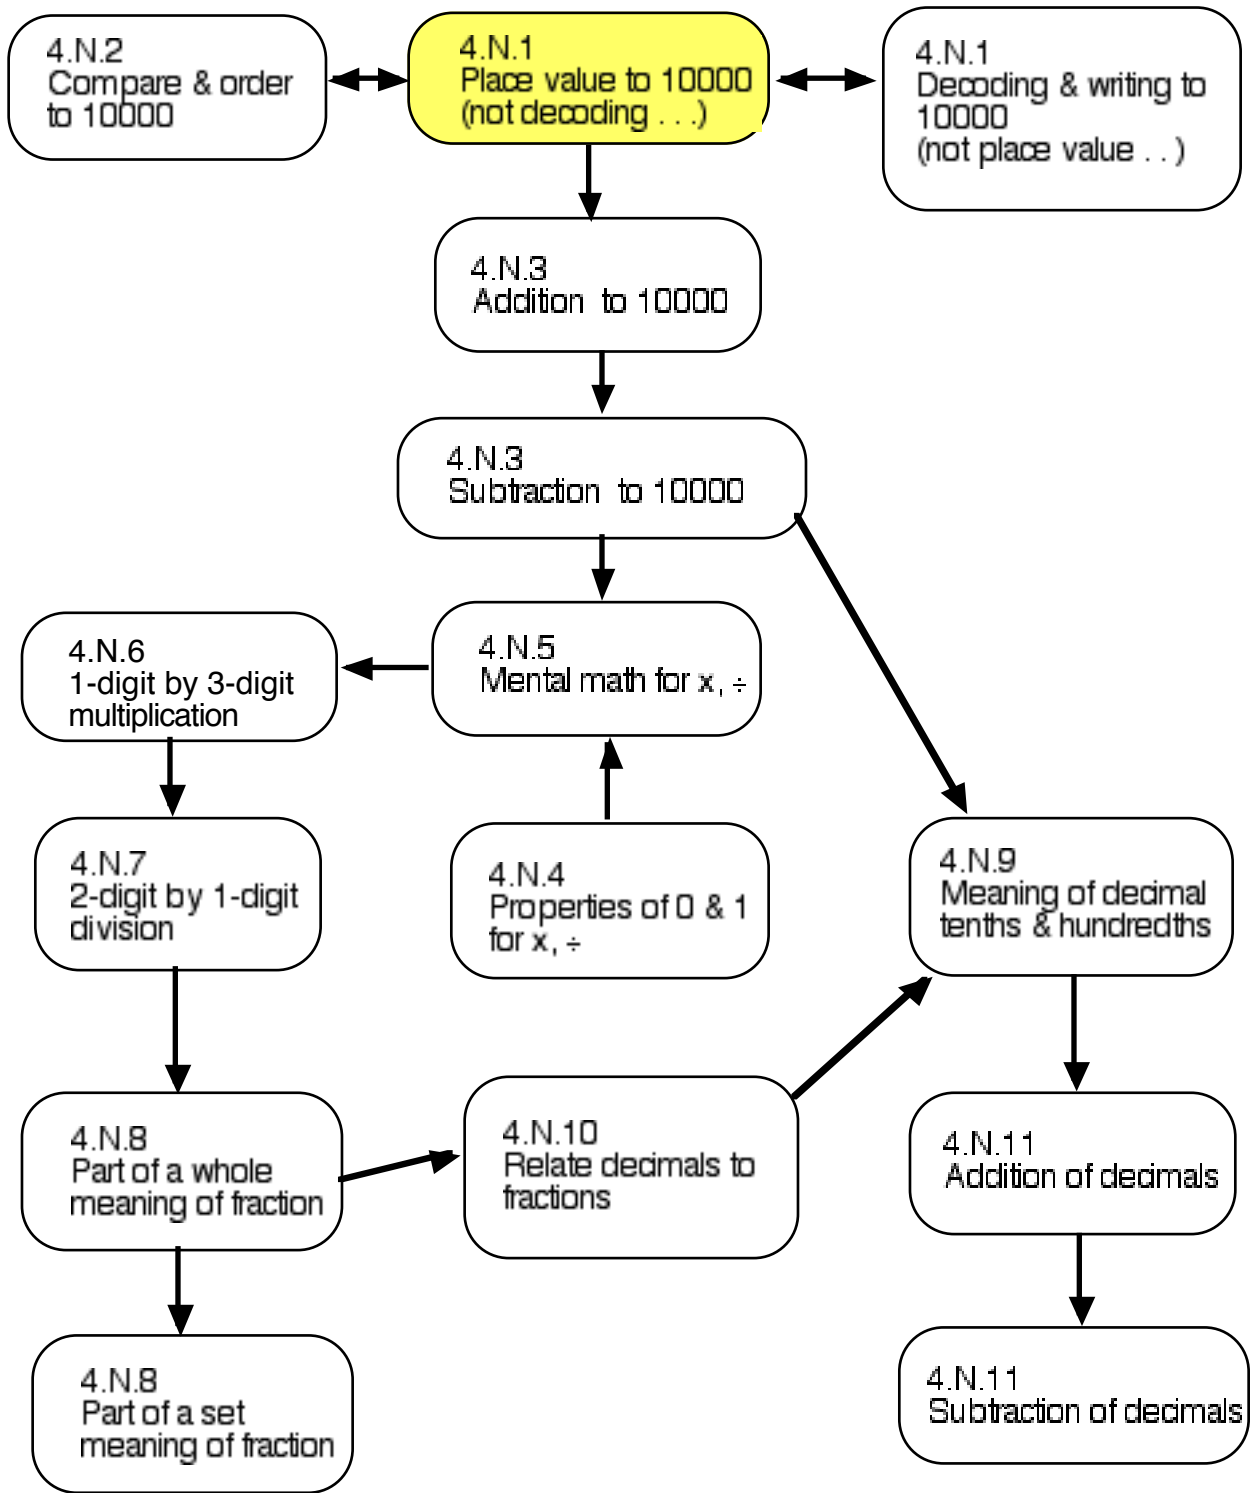 4.N.2
Compare & order
to 10000
4.N.1
Place value to 10000
(not decoding . . .)
4.N.1
Decoding & writing to
10000
(not place value . . )
4.N.3
Addition to 10000
4.N.3
Subtraction to 10000
4.N.6
1-digit by 3-digit
multiplication
4.N.5
Mental math for x, ÷
4.N.7
2-digit by 1-digit
division
4.N.4
Properties of 0 & 1
for x, ÷
4.N.9
Meaning of decimal
tenths & hundredths
4.N.8
Part of a whole
meaning of fraction
4.N.10
Relate decimals to
fractions
4.N.11
Addition of decimals
4.N.8
Part of a set
meaning of fraction
4.N.11
Subtraction of decimals